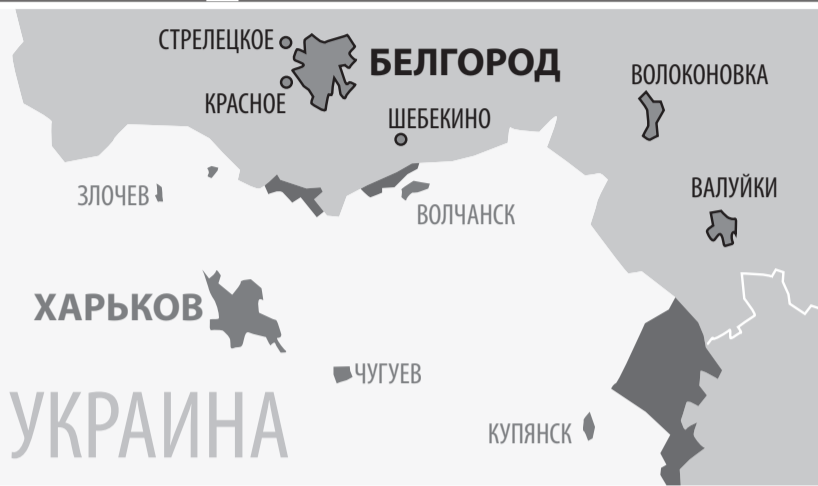 СТРЕЛЕЦКОЕ
БЕЛГОРОД
ВОЛОКОНОВКА
КРАСНОЕ
ШЕБЕКИНО
ЗЛОЧЕВ
ВАЛУЙКИ
ВОЛЧАНСК
ХАРЬКОВ
ЧУГУЕВ
УКРАИНА
КУПЯНСК